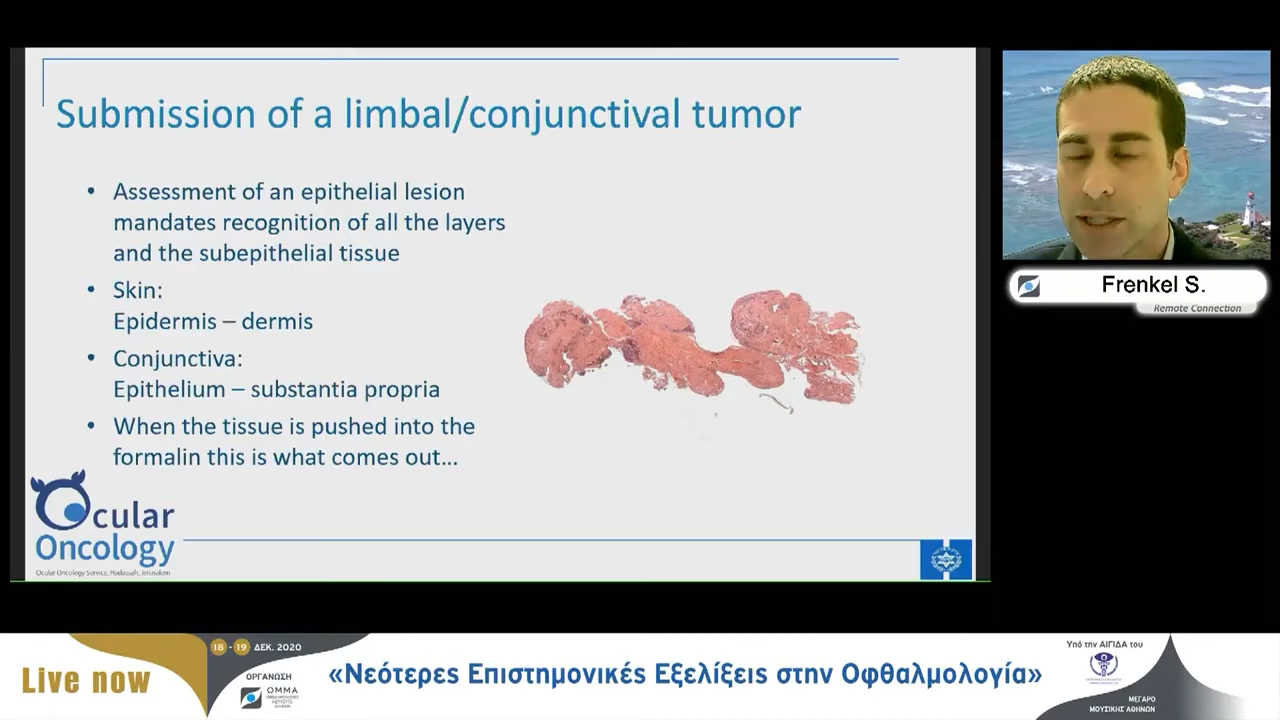 Submission of a limbal/conjunctival tumor
• Assessment of an epithelial lesion
mandates recognition of all the layers
and the subepithelial tissue
• Skin:
Epidermis – dermis
• Conjunctiva:
Epithelium – substantia propria
• When the tissue is pushed into the
formalin this is what comes out...
Ocular
Oncology
Ocular Oncology Service, Hadassah, Jerusalem
Frenkel S.
Remote Connection
Live now
18 - 19 ΔΕΚ. 2020
ΟΡΓΑΝΩΣΗ
ΟΜΜΑ
«Νεότερες Επιστημονικές Εξελίξεις στην Οφθαλμολογία»
Υπό την ΑΙΓΙΔΑ του
ΜΕΓΑΡΟ
ΜΟΥΣΙΚΗΣ ΑΘΗΝΩΝ